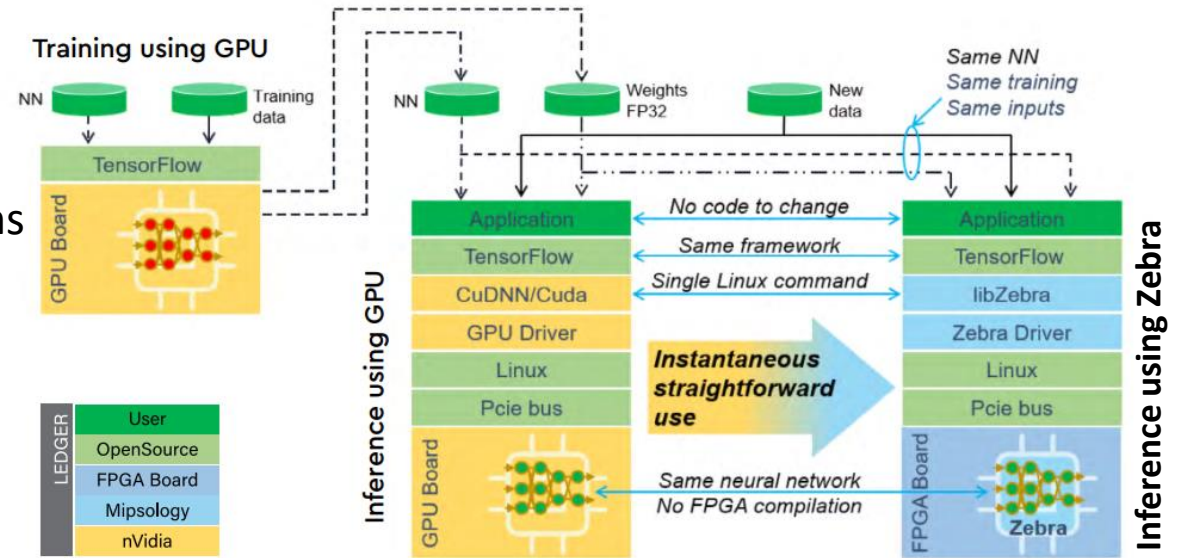 Training using GPU
NN
Training
data
TensorFlow
GPU Board
ns
LEDGER
User
OpenSource
FPGA Board
Mipsology
nVidia
NN
Weights
FP32
New
data
Same NN
Same training
Same inputs
Inference using GPU
Application
TensorFlow
CuDNN/Cuda
GPU Driver
Linux
Pcie bus
GPU Board
No code to change
Same framework
Single Linux command
Instantaneous
straightforward
use
Same neural network
No FPGA compilation
Application
TensorFlow
libZebra
Zebra Driver
Linux
Pcie bus
FPGA Board
Zebra
Inference using Zebra